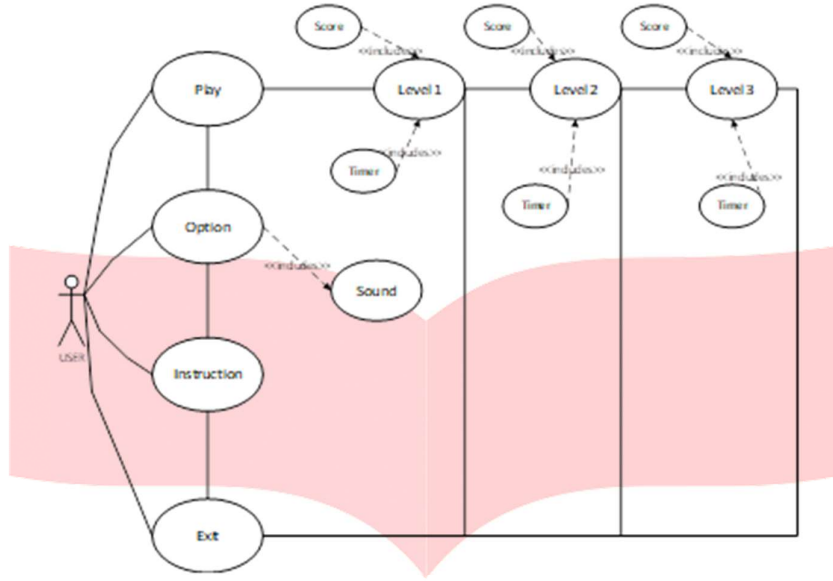 Score
Score
Score
<<includes>>
<<includes>>
<<includes>>
Play
Level 1
Level 2
Level 3
<<includes>>
Timer
<<includes>>
Timer
<<includes>>
Timer
Option
<<includes>>
Sound
USER
Instruction
Exit